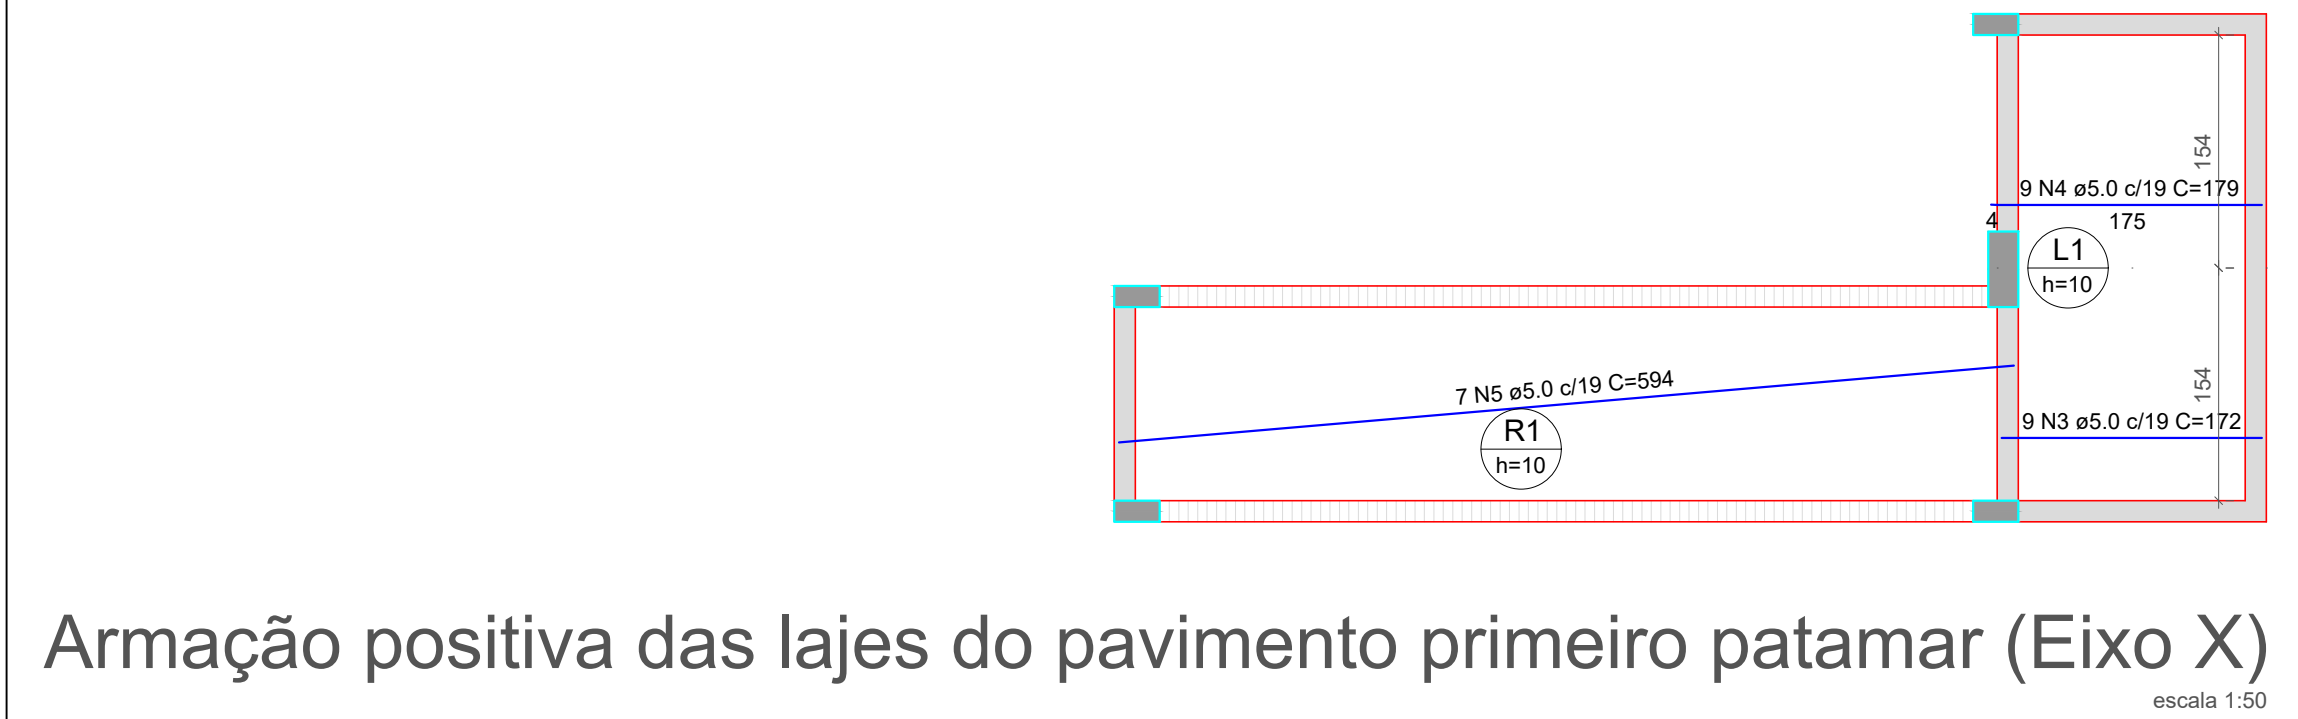 154
9 N4 ø5.0 c/19 C=179
4
175
L1
h=10
7 N5 ø5.0 c/19 C=594
R1
h=10
154
9 N3 ø5.0 c/19 C=172
Armação positiva das lajes do pavimento primeiro patamar (Eixo X)
escala 1:50